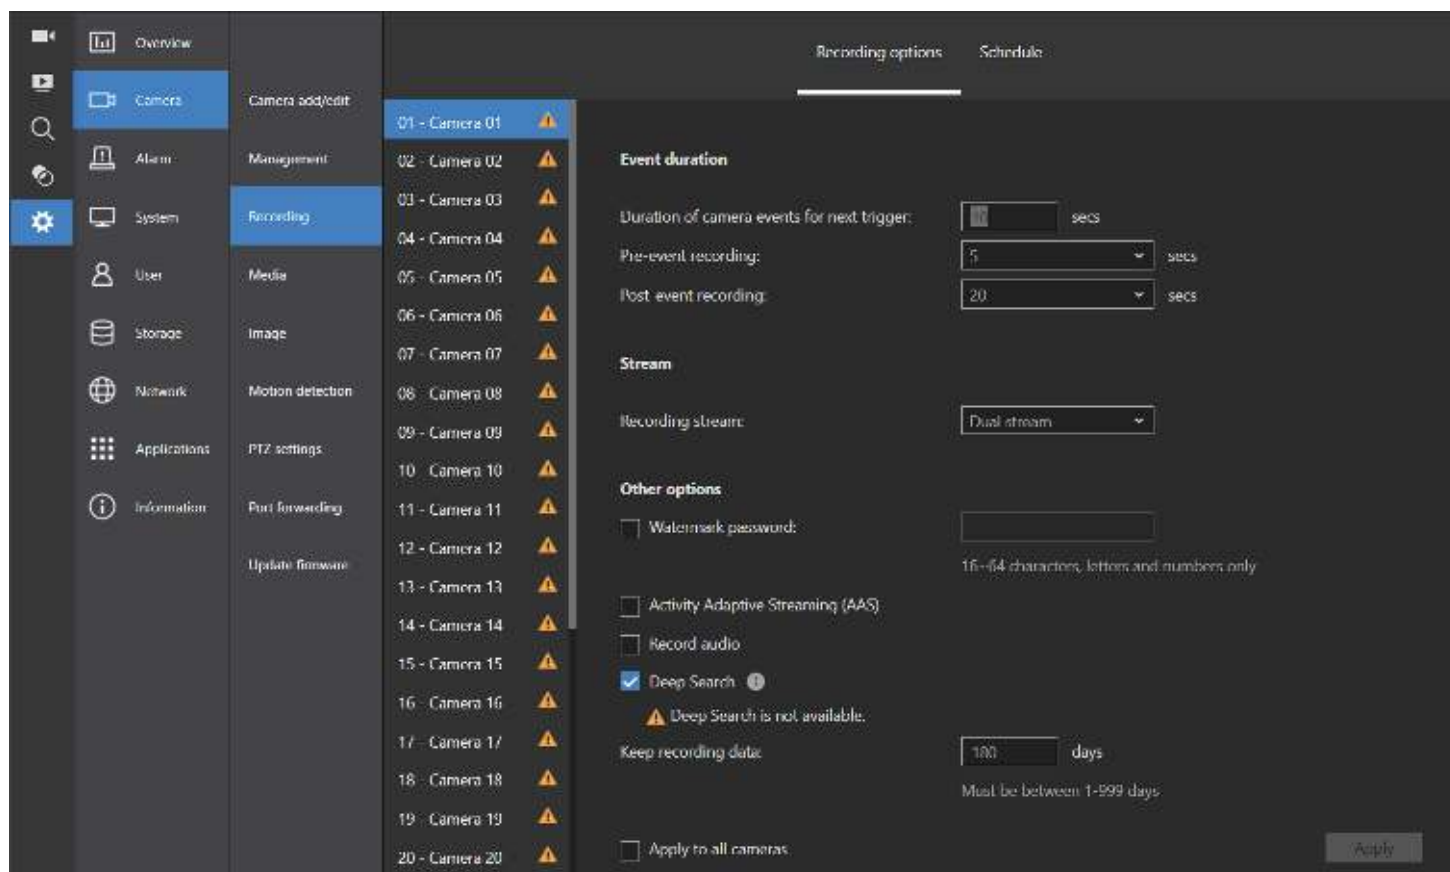 Recording options
Schedule
Overview
Camera
Alarm
System
User
Storage
Network
Applications
Information
Camera add/edit
Management
Recording
Media
Image
Motion detection
PTZ settings
Port forwarding
Update firmware
01 - Camera 01
02 - Camera 02
03 - Camera 03
04 - Camera 04
05 - Camera 05
06 - Camera 06
07 - Camera 07
08 - Camera 08
09 - Camera 09
10 - Camera 10
11 - Camera 11
12 - Camera 12
13 - Camera 13
14 - Camera 14
15 - Camera 15
16 - Camera 16
17 - Camera 17
18 - Camera 18
19 - Camera 19
20 - Camera 20
Event duration
Duration of camera events for next trigger: secs
Pre-event recording: 5 secs
Post-event recording: 20 secs
Stream
Recording stream: Dual stream
Other options
Watermark password:
16~64 characters, letters and numbers only
Activity Adaptive Streaming (AAS)
Record audio
Deep Search
Deep Search is not available.
Keep recording data: 180 days
Must be between 1-999 days
Apply to all cameras
Apply